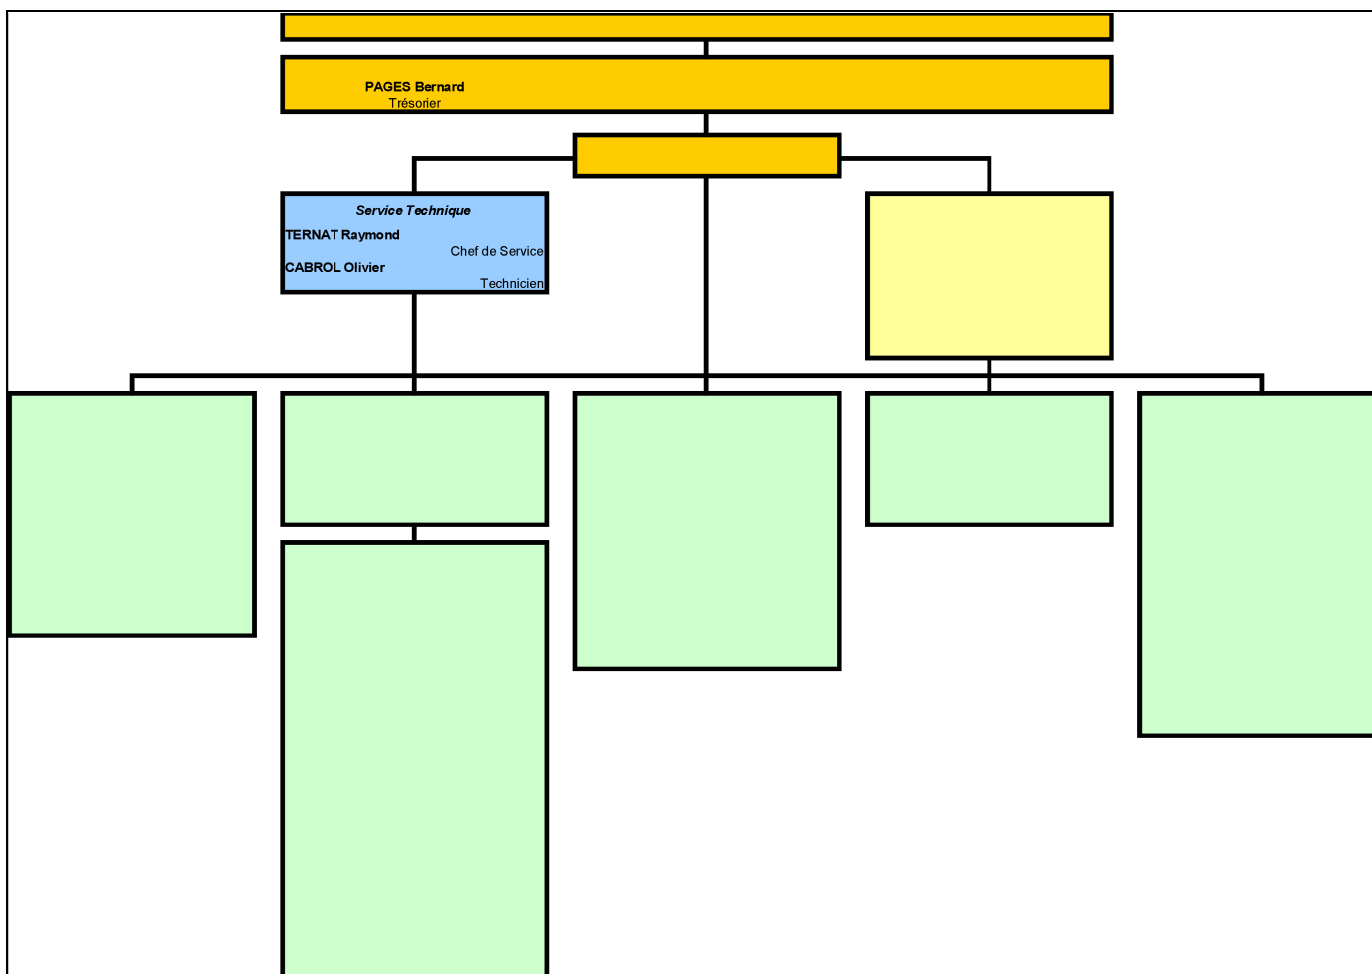 PAGES Bernard
Trésorier
Service Technique
TERNAT Raymond
Chef de Service
CABROL Olivier
Technicien